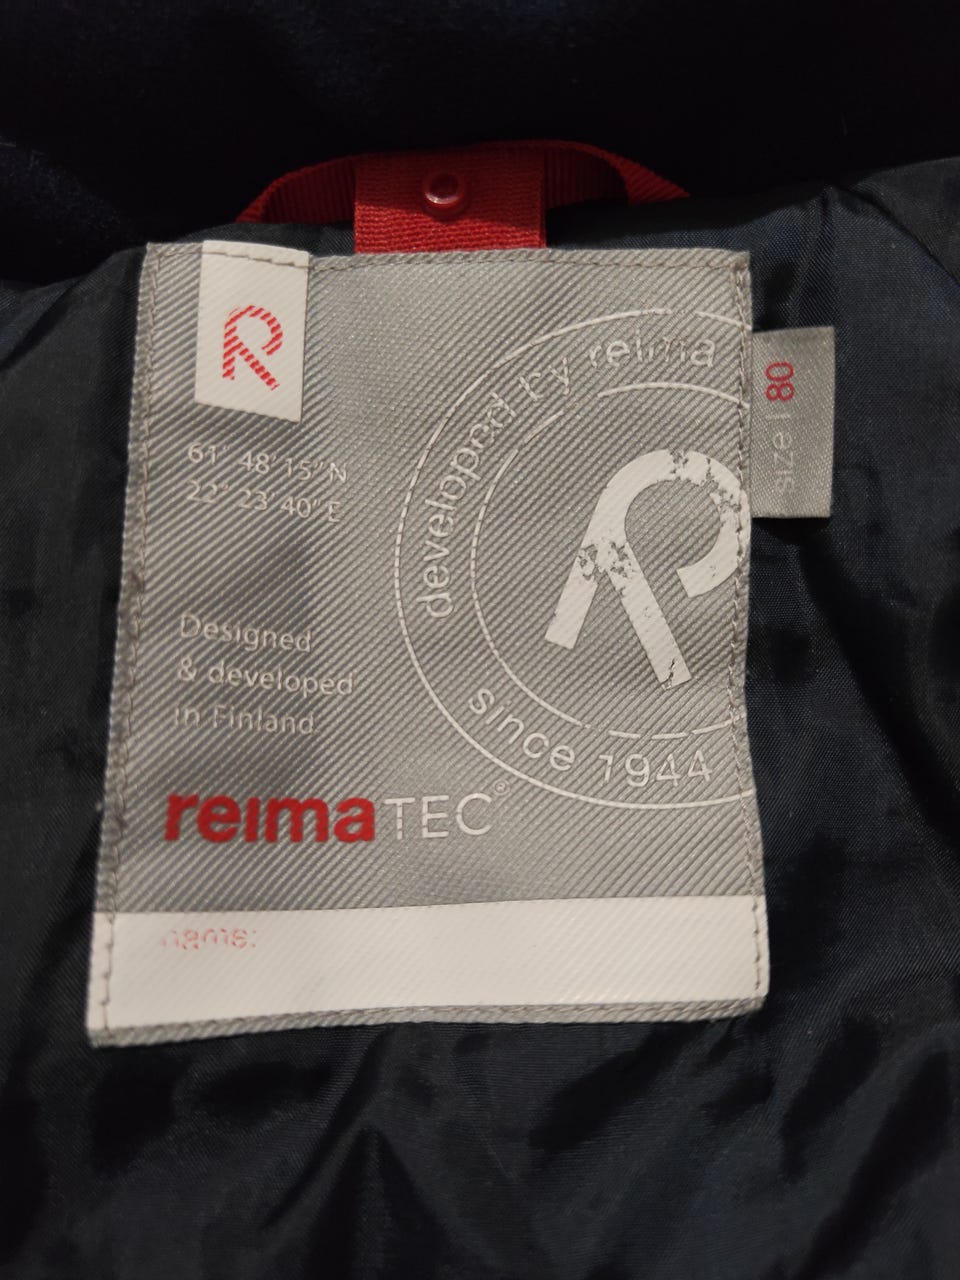 R
61° 48' 15" N
22° 23' 40" E
developed by reima
since 1944
size | 80
Designed
& developed
in Finland
reimaTEC®
name: